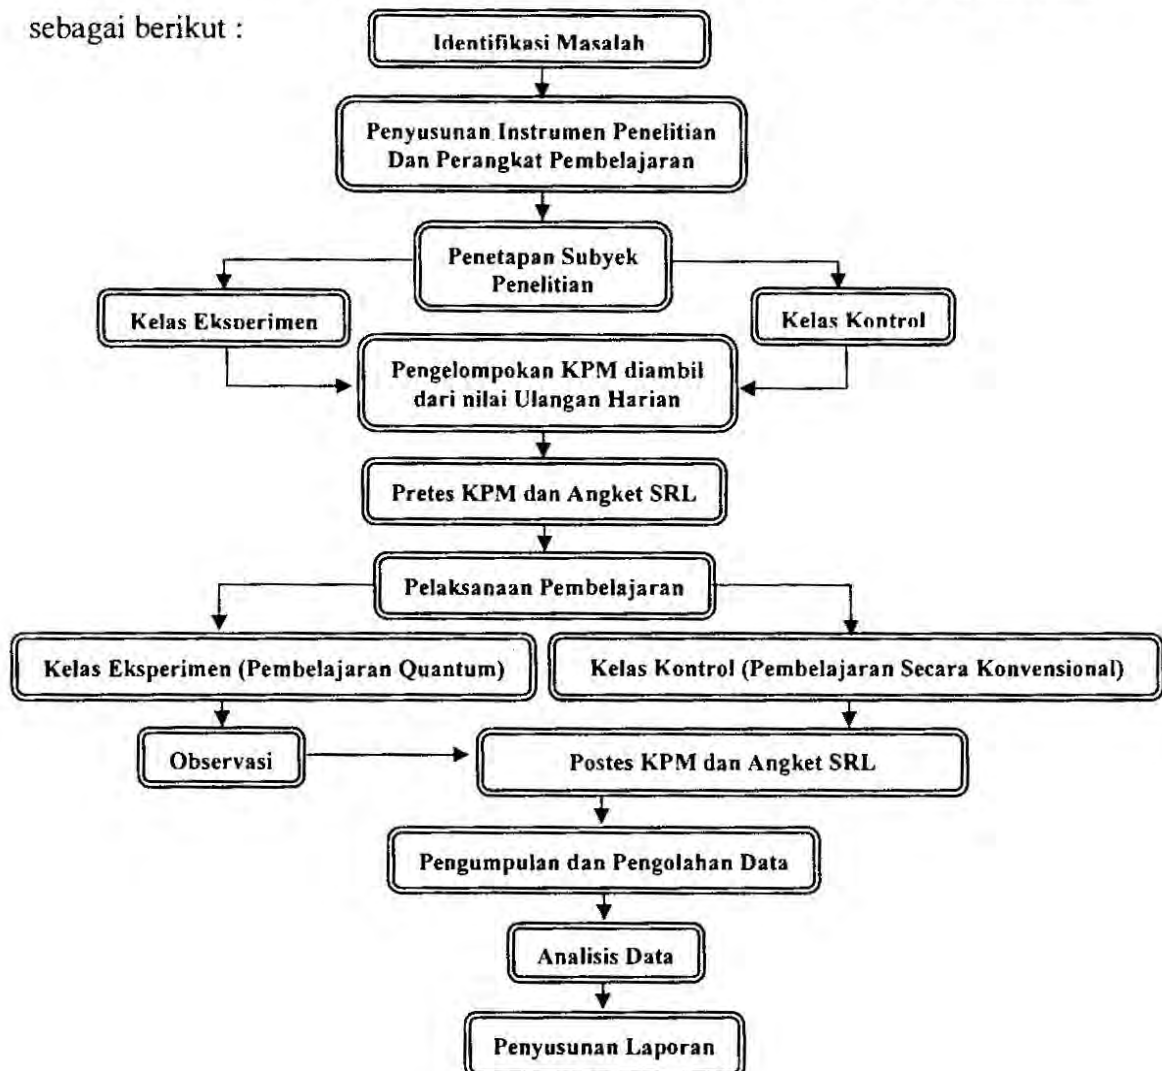 sebagai berikut :
Identifikasi Masalah
Penyusunan Instrumen Penelitian
Dan Perangkat Pembelajaran
Penetapan Subyek
Penelitian
Kelas Eksperimen
Kelas Kontrol
Pengelompokan KPM diambil
dari nilai Ulangan Harian
Pretes KPM dan Angket SRL
Pelaksanaan Pembelajaran
Kelas Eksperimen (Pembelajaran Quantum)
Kelas Kontrol (Pembelajaran Secara Konvensional)
Observasi
Postes KPM dan Angket SRL
Pengumpulan dan Pengolahan Data
Analisis Data
Penyusunan Laporan